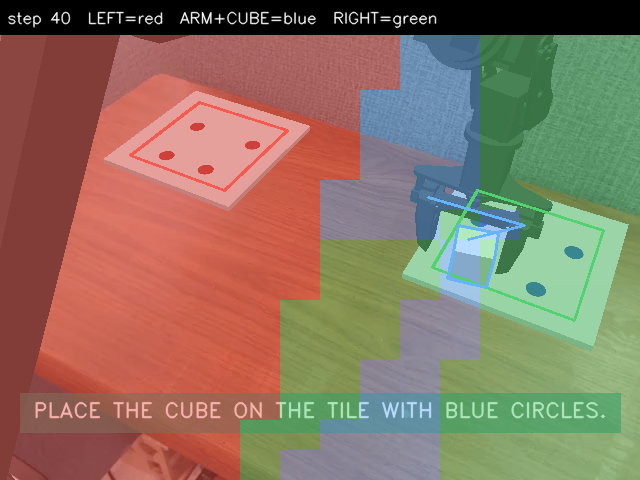 step 40 LEFT=red ARM+CUBE=blue RIGHT=green
PLACE THE CUBE ON THE TILE WITH BLUE CIRCLES.